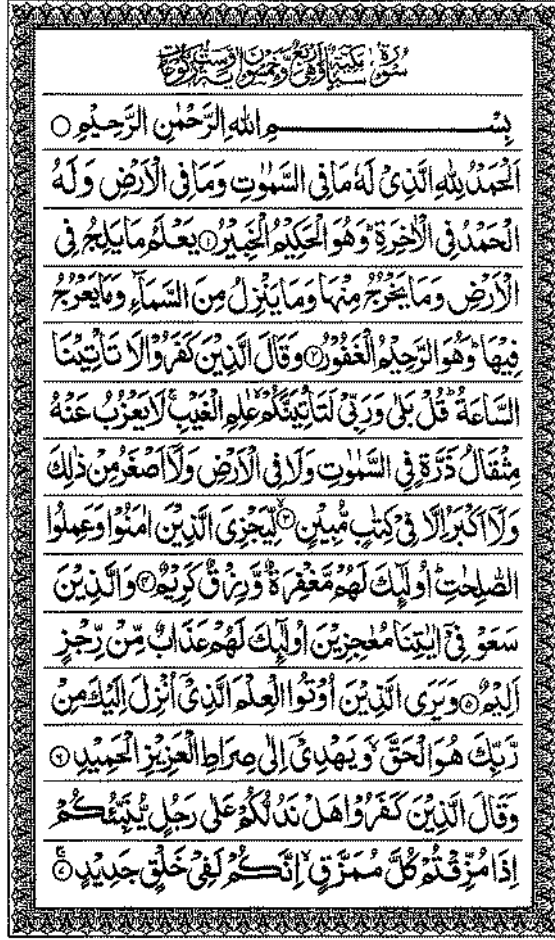 سُوْرَةُ سَبَاٍ مَكِّيَّةٌ وَّهِيَ اَرْبَعٌ وَّخَمْسُوْنَ اٰيَةً وَّسِتُّ رُكُوْعَاتٍ
بِسْمِ اللهِ الرَّحْمٰنِ الرَّحِيْمِ ○
اَلْحَمْدُ لِلّٰهِ الَّذِىْ لَهٗ مَا فِى السَّمٰوٰتِ وَمَا فِى الْاَرْضِ وَلَهُ
الْحَمْدُ فِى الْاٰخِرَةِ ؕ وَهُوَ الْحَكِيْمُ الْخَبِيْرُ ۝۱ يَعْلَمُ مَا يَلِجُ فِى
الْاَرْضِ وَمَا يَخْرُجُ مِنْهَا وَمَا يَنْزِلُ مِنَ السَّمَآءِ وَمَا يَعْرُجُ
فِيْهَا ؕ وَهُوَ الرَّحِيْمُ الْغَفُوْرُ ۝۲ وَقَالَ الَّذِيْنَ كَفَرُوْا لَا تَاْتِيْنَا
السَّاعَةُ ؕ قُلْ بَلٰى وَرَبِّىْ لَتَاْتِيَنَّكُمْ ۙ عٰلِمِ الْغَيْبِ ۚ لَا يَعْزُبُ عَنْهُ
مِثْقَالُ ذَرَّةٍ فِى السَّمٰوٰتِ وَلَا فِى الْاَرْضِ وَلَاۤ اَصْغَرُ مِنْ ذٰلِكَ
وَلَاۤ اَكْبَرُ اِلَّا فِىْ كِتٰبٍ مُّبِيْنٍ ۝۳ لِّيَجْزِىَ الَّذِيْنَ اٰمَنُوْا وَعَمِلُوا
الصّٰلِحٰتِ ؕ اُولٰٓئِكَ لَهُمْ مَّغْفِرَةٌ وَّرِزْقٌ كَرِيْمٌ ۝۴ وَالَّذِيْنَ
سَعَوْ فِىْۤ اٰيٰتِنَا مُعٰجِزِيْنَ اُولٰٓئِكَ لَهُمْ عَذَابٌ مِّنْ رِّجْزٍ
اَلِيْمٌ ۝۵ وَيَرَى الَّذِيْنَ اُوْتُوا الْعِلْمَ الَّذِىْۤ اُنْزِلَ اِلَيْكَ مِنْ
رَّبِّكَ هُوَ الْحَقَّ ۙ وَيَهْدِىْۤ اِلٰى صِرَاطِ الْعَزِيْزِ الْحَمِيْدِ ۝۶
وَقَالَ الَّذِيْنَ كَفَرُوْا هَلْ نَدُلُّكُمْ عَلٰى رَجُلٍ يُّنَبِّئُكُمْ
اِذَا مُزِّقْتُمْ كُلَّ مُمَزَّقٍ ۙ اِنَّكُمْ لَفِىْ خَلْقٍ جَدِيْدٍ ۝۷